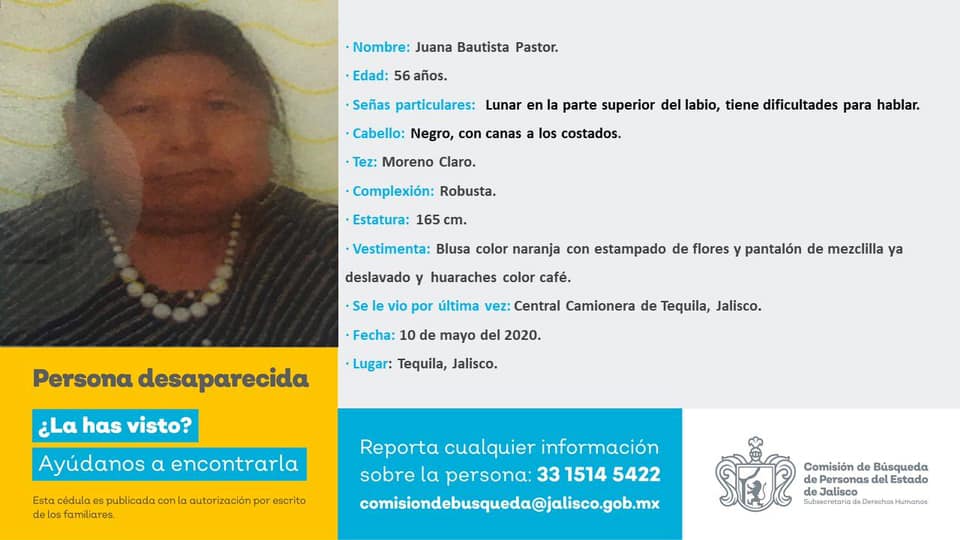 · Nombre: Juana Bautista Pastor.
· Edad: 56 años.
· Señas particulares: Lunar en la parte superior del labio, tiene dificultades para hablar.
· Cabello: Negro, con canas a los costados.
· Tez: Moreno Claro.
· Complexión: Robusta.
· Estatura: 165 cm.
· Vestimenta: Blusa color naranja con estampado de flores y pantalón de mezclilla ya
deslavado y huaraches color café.
· Se le vio por última vez: Central Camionera de Tequila, Jalisco.
· Fecha: 10 de mayo del 2020.
· Lugar: Tequila, Jalisco.
Persona desaparecida
¿La has visto?
Ayúdanos a encontrarla
Esta cédula es publicada con la autorización por escrito
de los familiares.
Reporta cualquier información
sobre la persona: 33 1514 5422
comisiondebusqueda@jalisco.gob.mx
Comisión de Búsqueda
de Personas del Estado
de Jalisco
Subsecretaría de Derechos Humanos